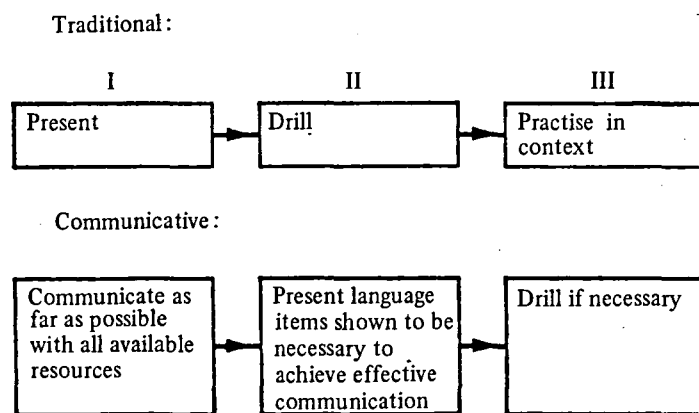 Traditional:
I II III
Present Drill Practise in
context
Communicative:
Communicate as
far as possible
with all available
resources
Present language
items shown to be
necessary to
achieve effective
communication
Drill if necessary